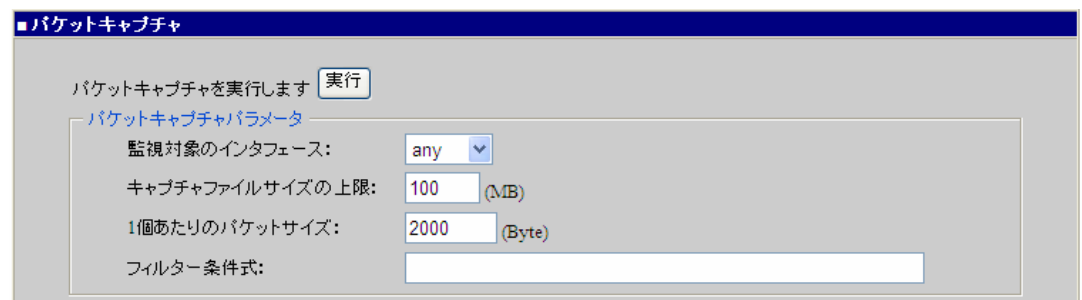 ■パケットキャプチャ
パケットキャプチャを実行します 実行
パケットキャプチャパラメータ
監視対象のインタフェース: any
キャプチャファイルサイズの上限: 100 (MB)
1個あたりのパケットサイズ: 2000 (Byte)
フィルター条件式: